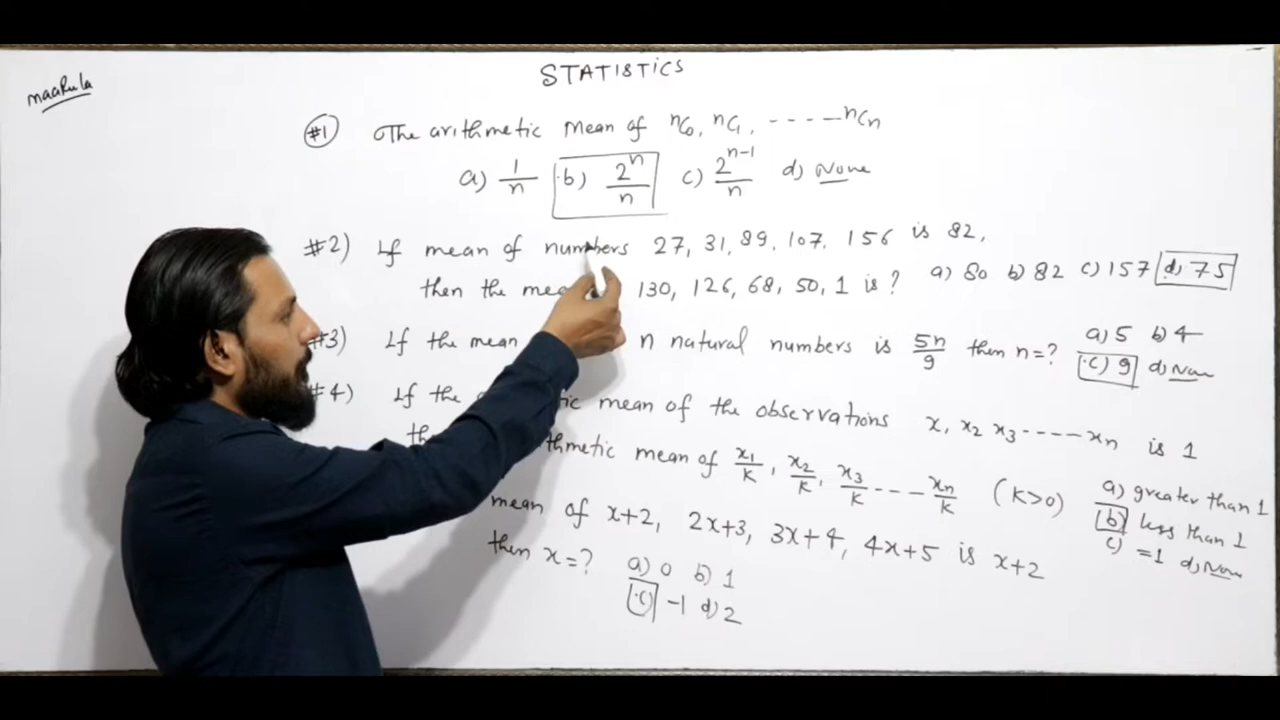 STATISTICS
maarula
#1) The arithmetic Mean of nC0, nC1, - - - - — nCn
a) 1/n b) 2^n/n c) 2^(n-1)/n d) None
#2) If mean of numbers 27, 31, 89, 107, 156 is 82,
then the 130, 126, 68, 50, 1 is? a) 80 b) 82 c) 157 d) 75
#3) If the mean n natural numbers is 5n/9 then n=? a) 5 b) 4
c) 9 d) None
#4) If the mean of the observations x, x2 x3 - - - - — xn is 1
mean of x1/k, x2/k, x3/k - - - xn/k (k>0) a) greater than 1
b) less than 1
c) =1 d) None
mean of x+2, 2x+3, 3x+4, 4x+5 is x+2
then x=? a) 0 b) 1
c) -1 d) 2